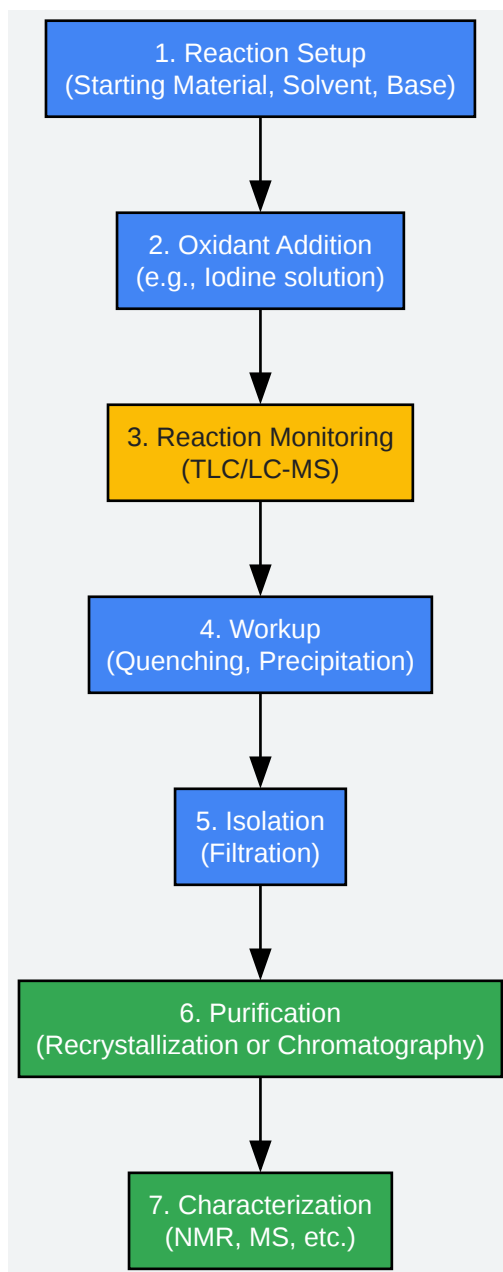 1. Reaction Setup
(Starting Material, Solvent, Base)
2. Oxidant Addition
(e.g., Iodine solution)
3. Reaction Monitoring
(TLC/LC-MS)
4. Workup
(Quenching, Precipitation)
5. Isolation
(Filtration)
6. Purification
(Recrystallization or Chromatography)
7. Characterization
(NMR, MS, etc.)